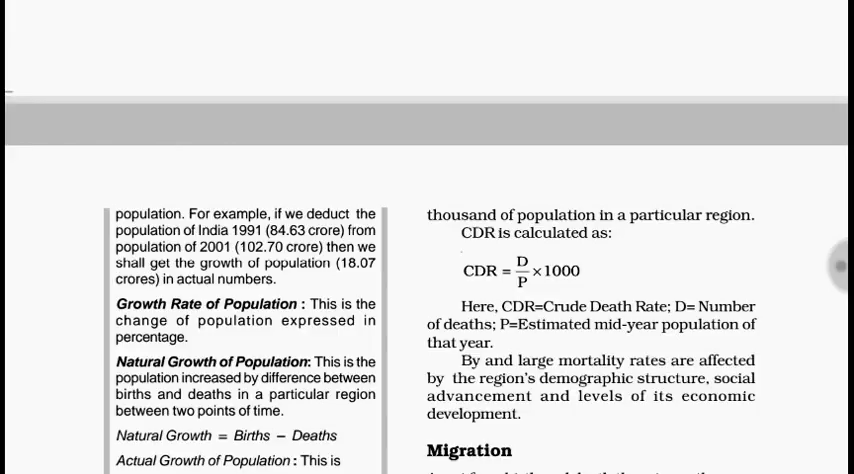 population. For example, if we deduct the
population of India 1991 (84.63 crore) from
population of 2001 (102.70 crore) then we
shall get the growth of population (18.07
crores) in actual numbers.
Growth Rate of Population : This is the
change of population expressed in
percentage.
Natural Growth of Population: This is the
population increased by difference between
births and deaths in a particular region
between two points of time.
Natural Growth = Births – Deaths
Actual Growth of Population : This is
thousand of population in a particular region.
CDR is calculated as:
CDR = D/P × 1000
Here, CDR=Crude Death Rate; D= Number
of deaths; P=Estimated mid-year population of
that year.
By and large mortality rates are affected
by the region's demographic structure, social
advancement and levels of its economic
development.
Migration